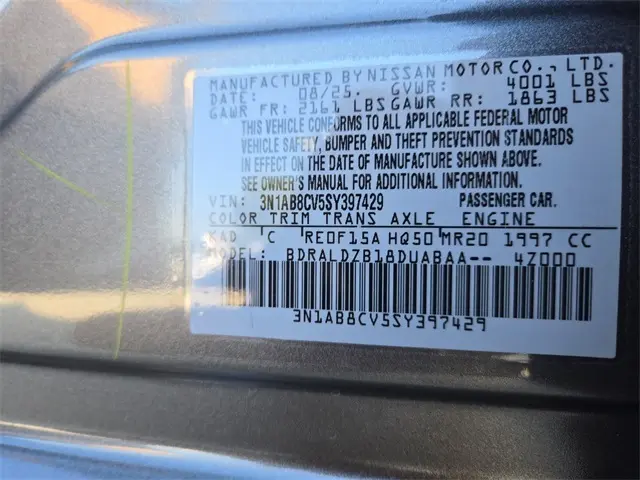 MANUFACTURED BY NISSAN MOTOR CO., LTD.
DATE: 08/25. GVWR: 4001 LBS
GAWR FR: 2161 LBS GAWR RR: 1863 LBS
THIS VEHICLE CONFORMS TO ALL APPLICABLE FEDERAL MOTOR
VEHICLE SAFETY, BUMPER AND THEFT PREVENTION STANDARDS
IN EFFECT ON THE DATE OF MANUFACTURE SHOWN ABOVE.
SEE OWNER'S MANUAL FOR ADDITIONAL INFORMATION.
VIN: 3N1AB8CV5SY397429 PASSENGER CAR.
COLOR TRIM TRANS AXLE ENGINE
KAD C RE0F15A HQ50 MR20 1997 CC
MODEL: BDRALDZB18DUABAA-- 4Z000
3N1AB8CV5SY397429